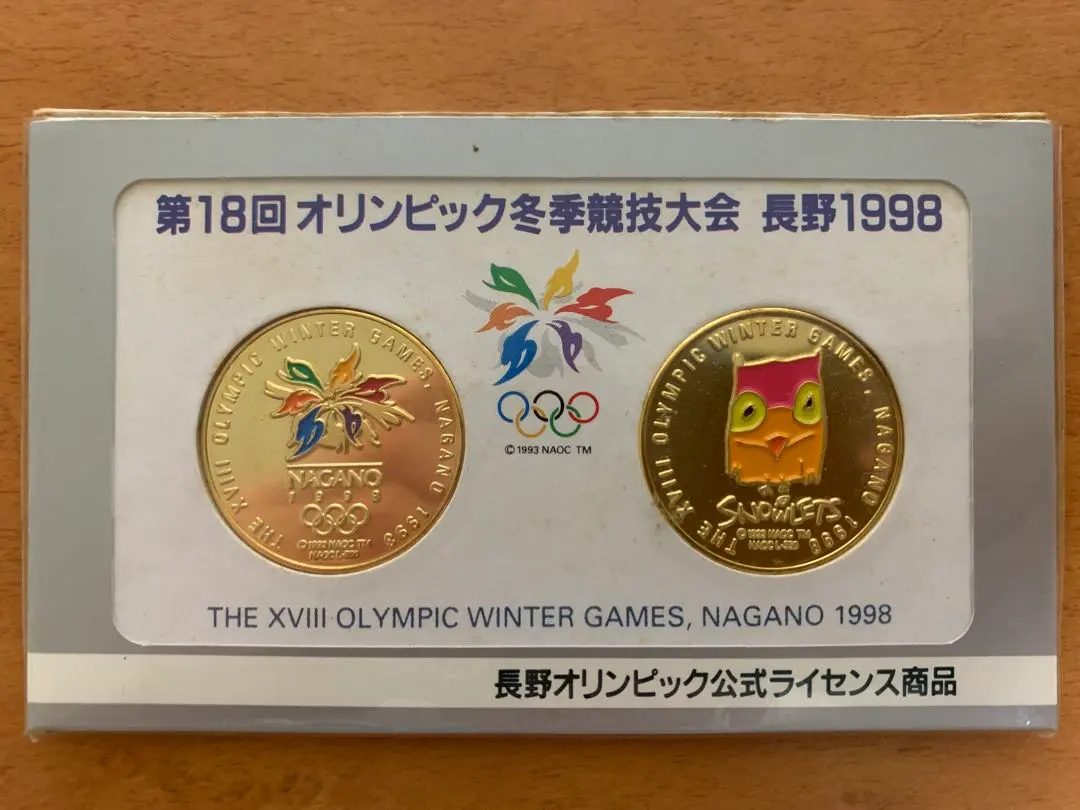 第18回オリンピック冬季競技大会 長野1998
©1993 NAOC TM
THE XVIII OLYMPIC WINTER GAMES, NAGANO 1998
NAGANO
1998
THE XVIII OLYMPIC WINTER GAMES, NAGANO 1998
SNOWLETS
THE XVIII OLYMPIC WINTER GAMES, NAGANO 1998
長野オリンピック公式ライセンス商品